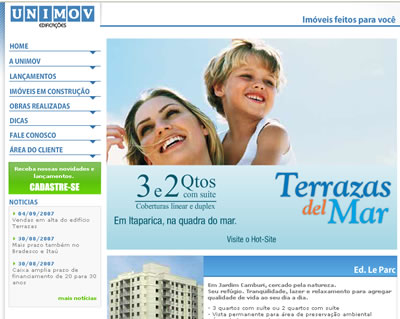 UNIMOV
EDIFICAÇÕES
Imóveis feitos para você
HOME
A UNIMOV
LANÇAMENTOS
IMÓVEIS EM CONSTRUÇÃO
OBRAS REALIZADAS
DICAS
FALE CONOSCO
ÁREA DO CLIENTE
Receba nossas novidades e
lançamentos.
CADASTRE-SE
NOTICIAS
04/09/2007
Vendas em alta do edifício
Terrazas
30/08/2007
Mais prazo também no
Bradesco e Itaú
30/08/2007
Caixa amplia prazo de
financiamento de 20 para 30
anos
mais notícias
3 e 2 Qtos
com suíte
Coberturas linear e duplex
Em Itaparica, na quadra do mar.
Terrazas
del Mar
Visite o Hot-Site
Ed. Le Parc
Em Jardim Camburi, cercado pela natureza.
Seu refúgio. Tranquilidade, lazer e relaxamento para agregar
qualidade de vida ao seu dia a dia.
- 3 quartos com suíte ou 2 quartos com suíte
- Vista permanente para área de preservação ambiental